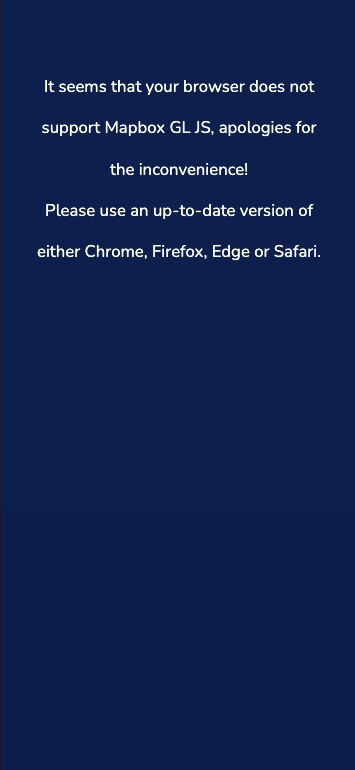 It seems that your browser does not
support Mapbox GL JS, apologies for
the inconvenience!
Please use an up-to-date version of
either Chrome, Firefox, Edge or Safari.